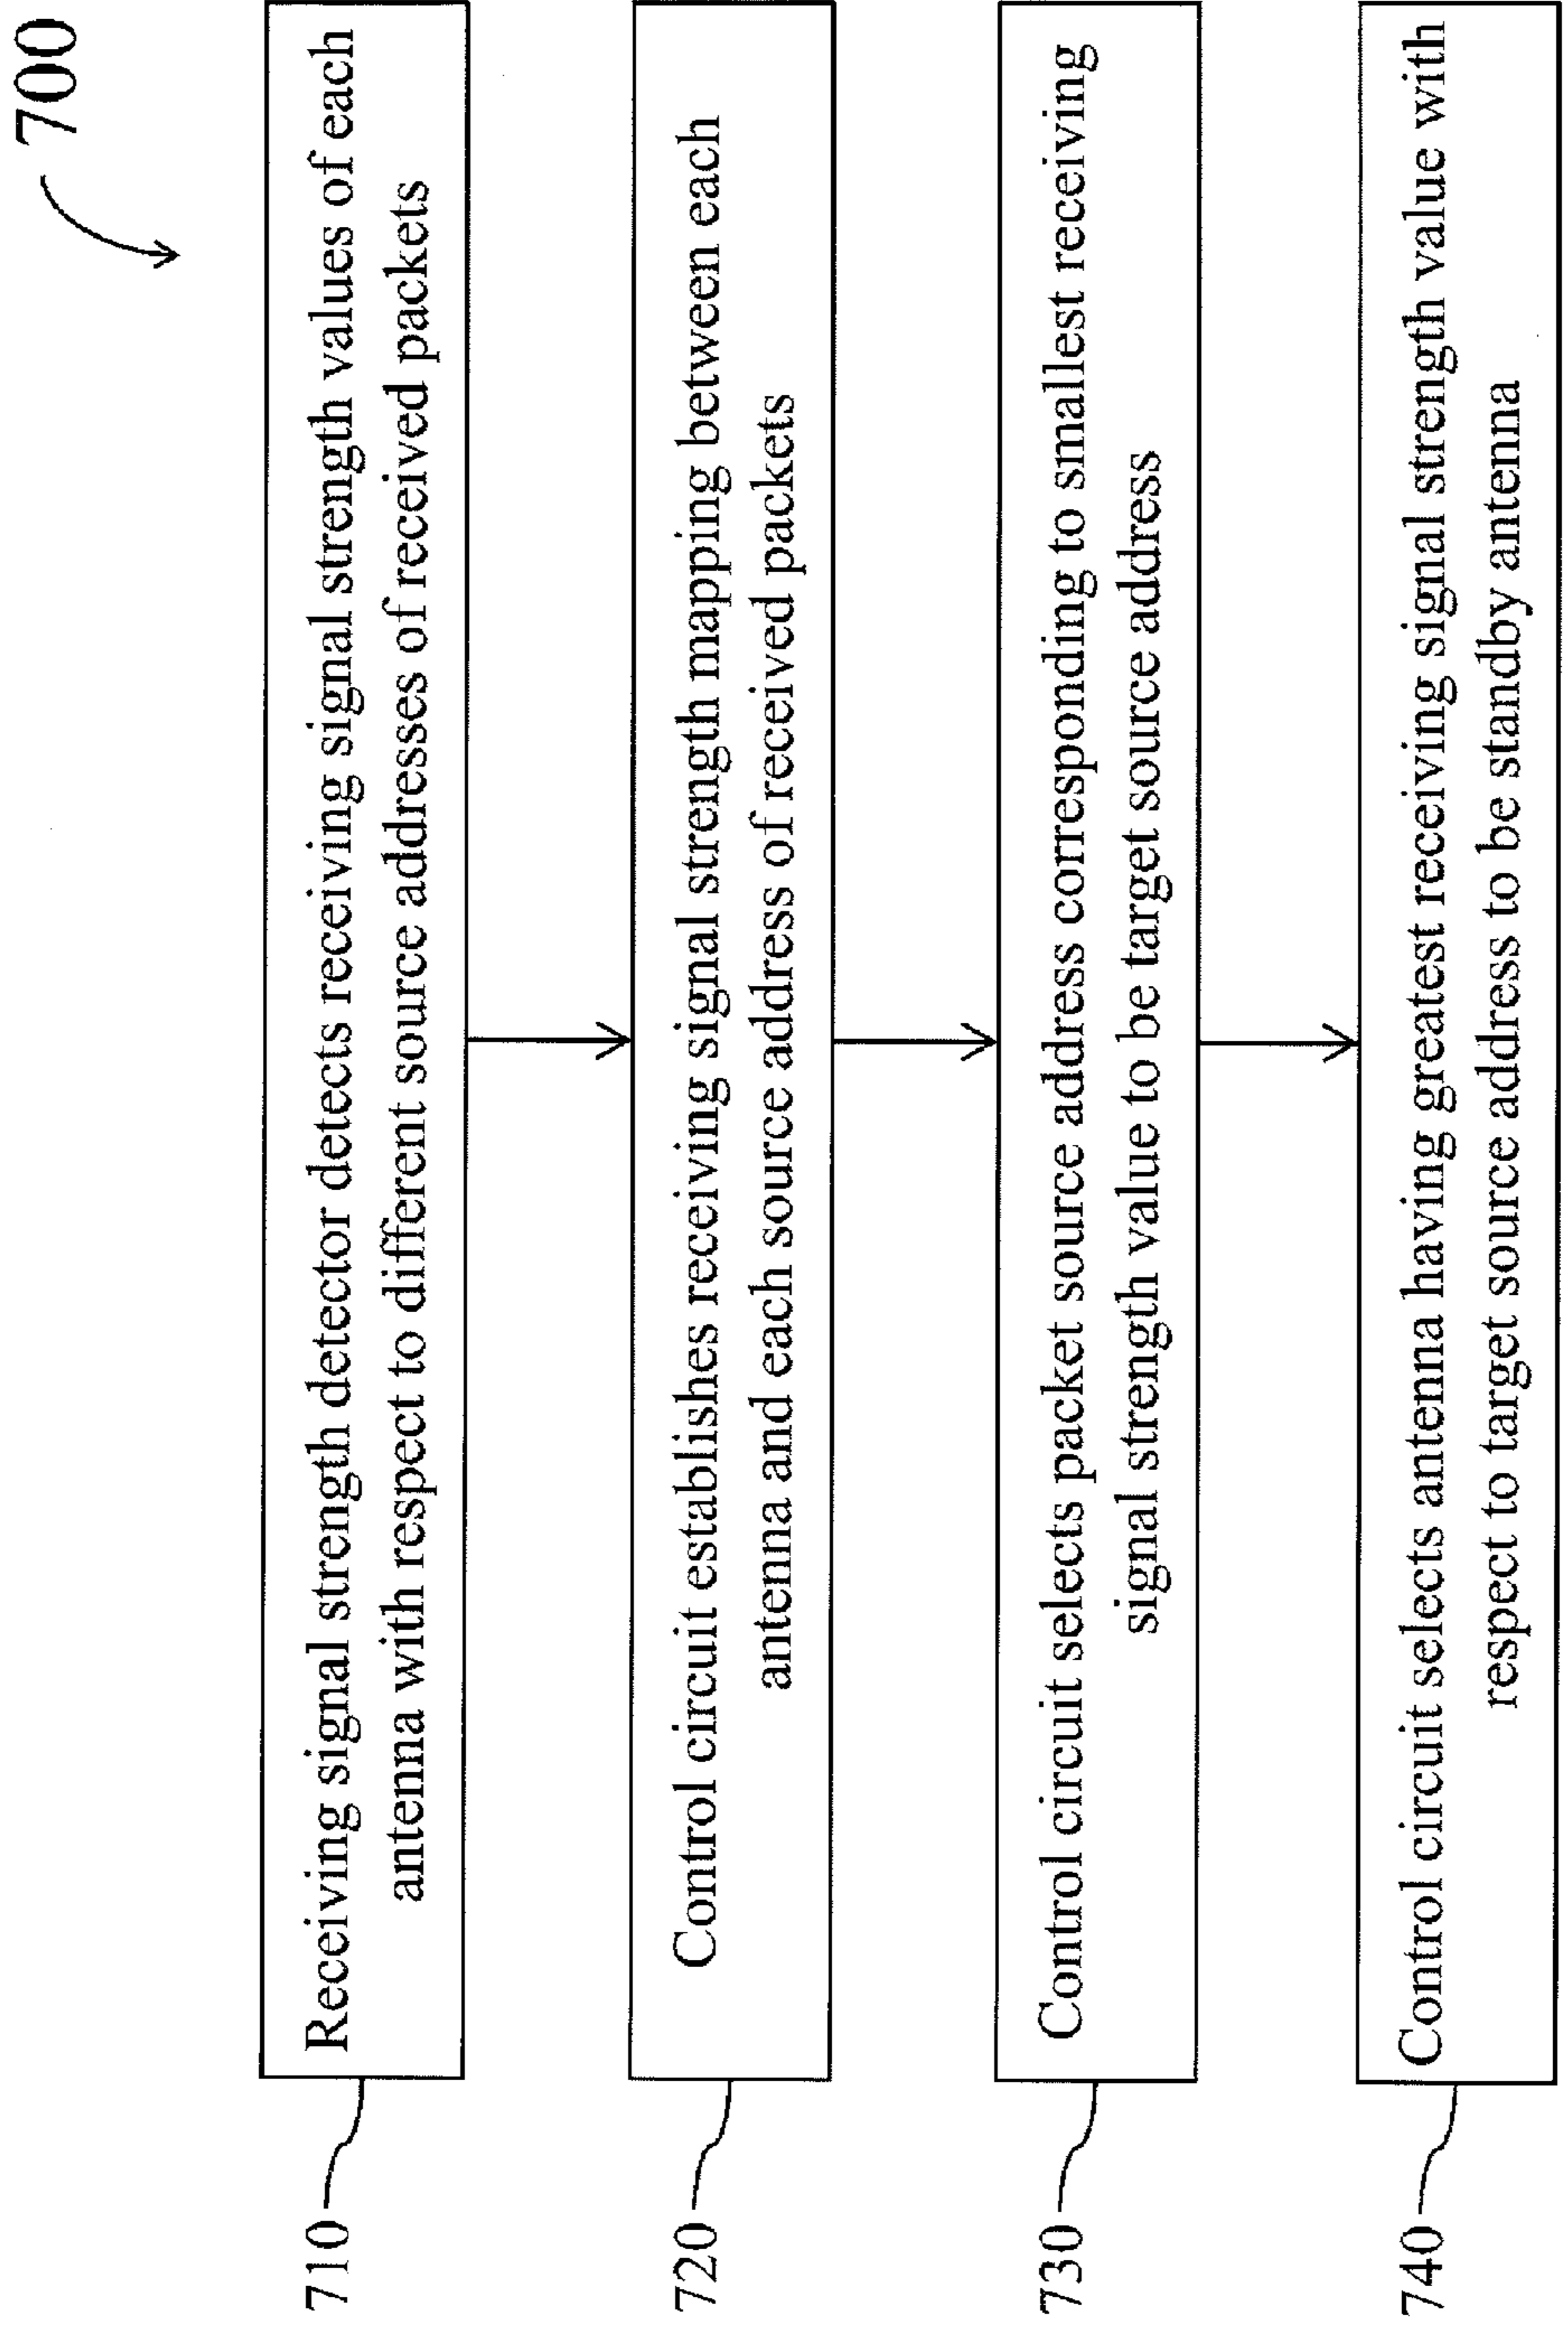 700
710
Receiving signal strength detector detects receiving signal strength values of each
antenna with respect to different source addresses of received packets
720
Control circuit establishes receiving signal strength mapping between each
antenna and each source address of received packets
730
Control circuit selects packet source address corresponding to smallest receiving
signal strength value to be target source address
740
Control circuit selects antenna having greatest receiving signal strength value with
respect to target source address to be standby antenna